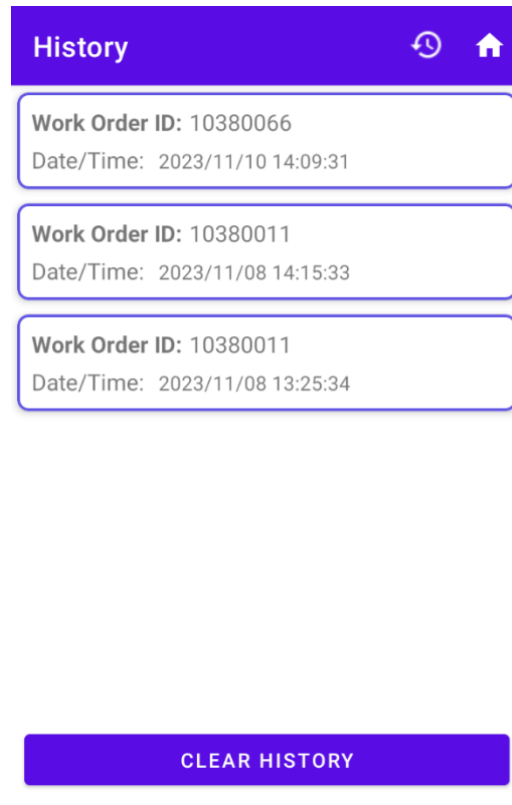 History
Work Order ID: 10380066
Date/Time: 2023/11/10 14:09:31
Work Order ID: 10380011
Date/Time: 2023/11/08 14:15:33
Work Order ID: 10380011
Date/Time: 2023/11/08 13:25:34
CLEAR HISTORY